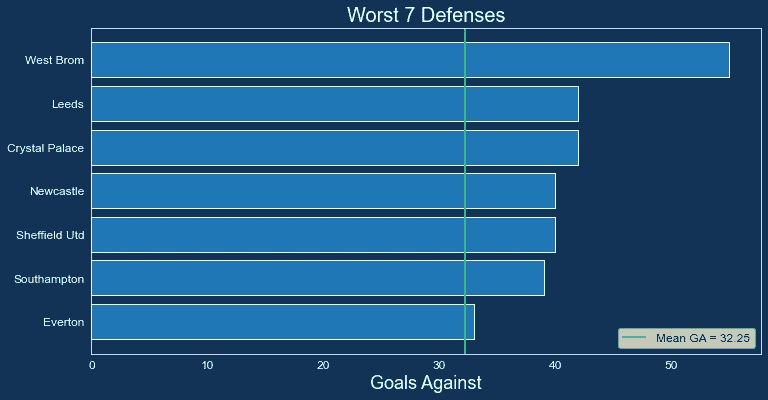 Worst 7 Defenses
West Brom
Leeds
Crystal Palace
Newcastle
Sheffield Utd
Southampton
Everton
Mean GA = 32.25
0 10 20 30 40 50
Goals Against